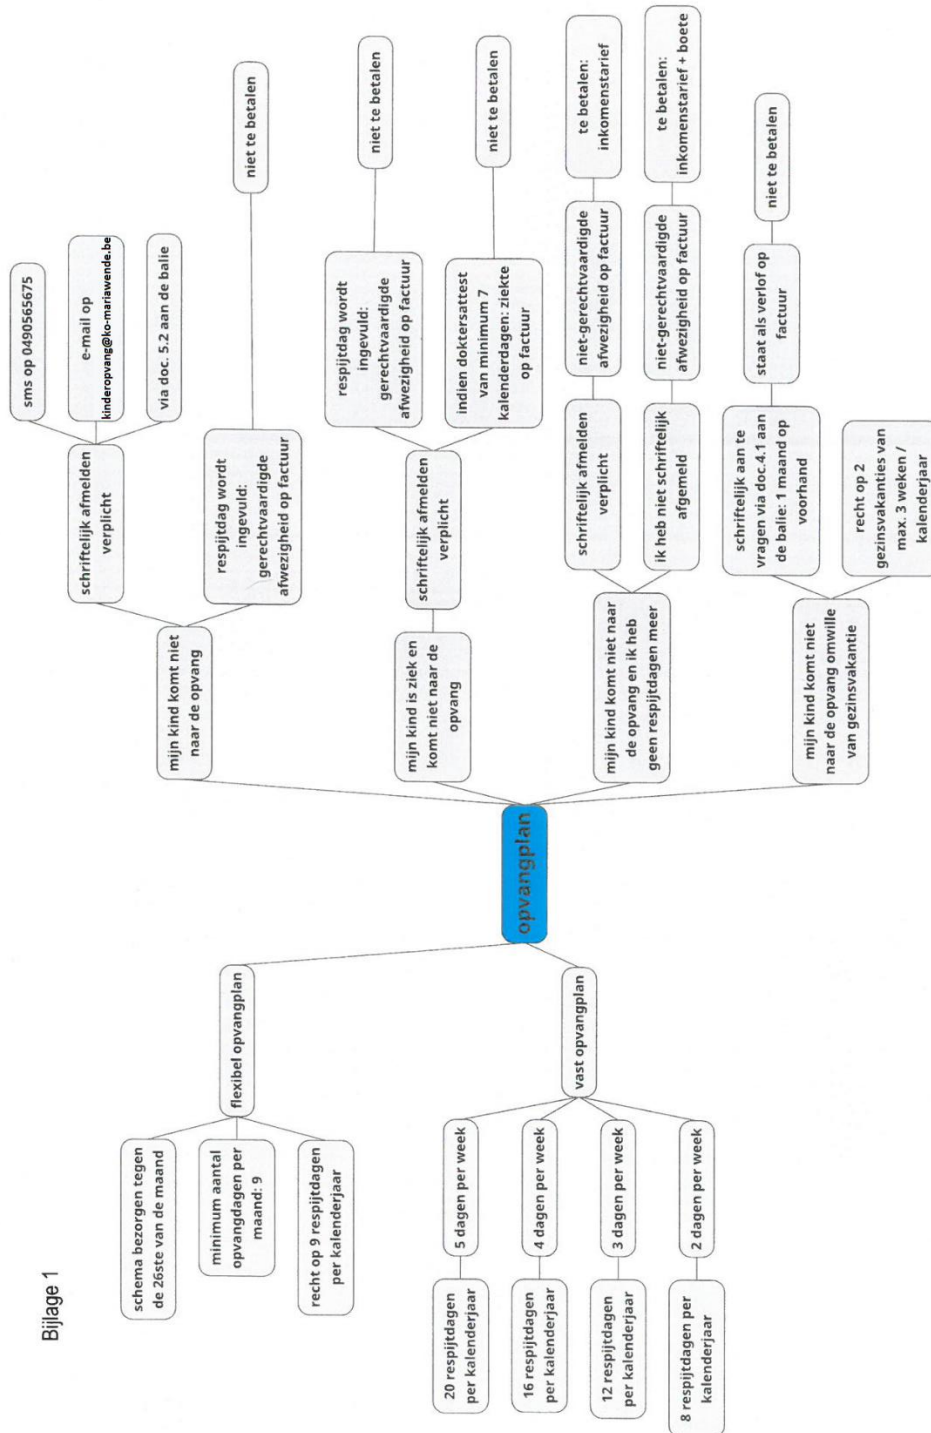 Bijlage 1
schema bezorgen tegen
de 26ste van de maand
minimum aantal
opvangdagen per
maand: 9
recht op 9 respijtdagen
per kalenderjaar
flexibel opvangplan
20 respijtdagen
per kalenderjaar
5 dagen per week
16 respijtdagen
per kalenderjaar
4 dagen per week
12 respijtdagen
per kalenderjaar
3 dagen per week
8 respijtdagen per
kalenderjaar
2 dagen per week
vast opvangplan
opvangplan
mijn kind komt niet
naar de opvang
schriftelijk afmelden
verplicht
sms op 0490565675
e-mail op
kinderopvang@ko-mariawende.be
via doc. 5.2 aan de balie
respijtdag wordt
ingevuld:
gerechtvaardigde
afwezigheid op factuur
niet te betalen
mijn kind is ziek en
komt niet naar de
opvang
schriftelijk afmelden
verplicht
respijtdag wordt
ingevuld:
gerechtvaardigde
afwezigheid op factuur
niet te betalen
indien doktersattest
van minimum 7
kalenderdagen: ziekte
op factuur
niet te betalen
mijn kind komt niet naar
de opvang en ik heb
geen respijtdagen meer
schriftelijk afmelden
verplicht
niet-gerechtvaardigde
afwezigheid op factuur
te betalen:
inkomenstarief
ik heb niet schriftelijk
afgemeld
niet-gerechtvaardigde
afwezigheid op factuur
te betalen:
inkomenstarief + boete
mijn kind komt niet
naar de opvang omwille
van gezinsvakantie
schriftelijk aan te
vragen via doc.4.1 aan
de balie: 1 maand op
voorhand
staat als verlof op
factuur
niet te betalen
recht op 2
gezinsvakanties van
max. 3 weken /
kalenderjaar